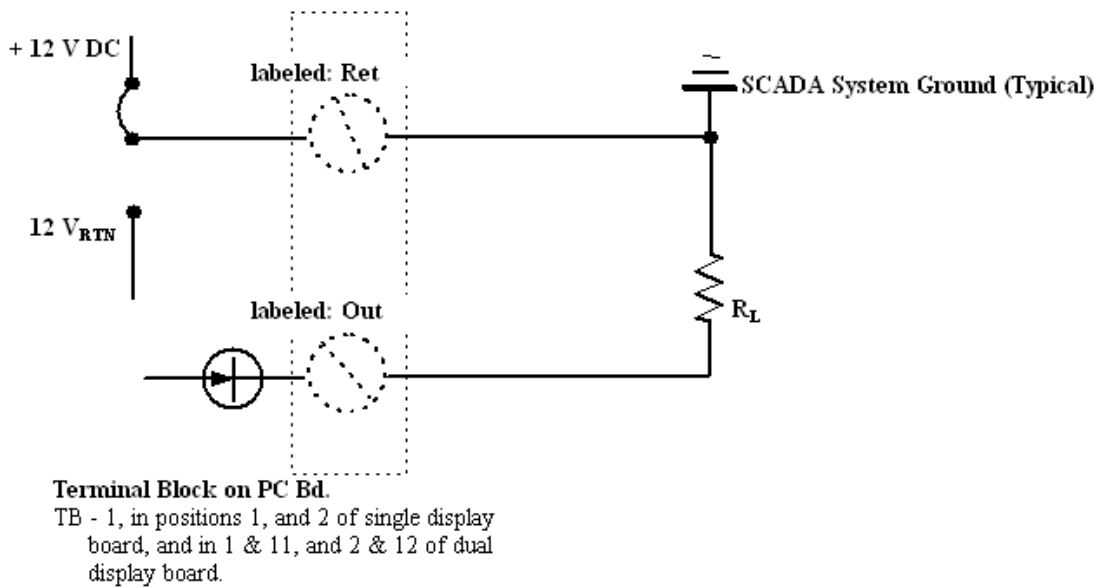 + 12 V DC
labeled: Ret
SCADA System Ground (Typical)
12 VRTN
labeled: Out
RL
Terminal Block on PC Bd.
TB - 1, in positions 1, and 2 of single display
board, and in 1 & 11, and 2 & 12 of dual
display board.